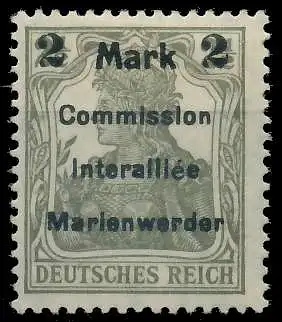 2 Mark 2
Commission
Interalliée
Marienwerder
DEUTSCHES REICH